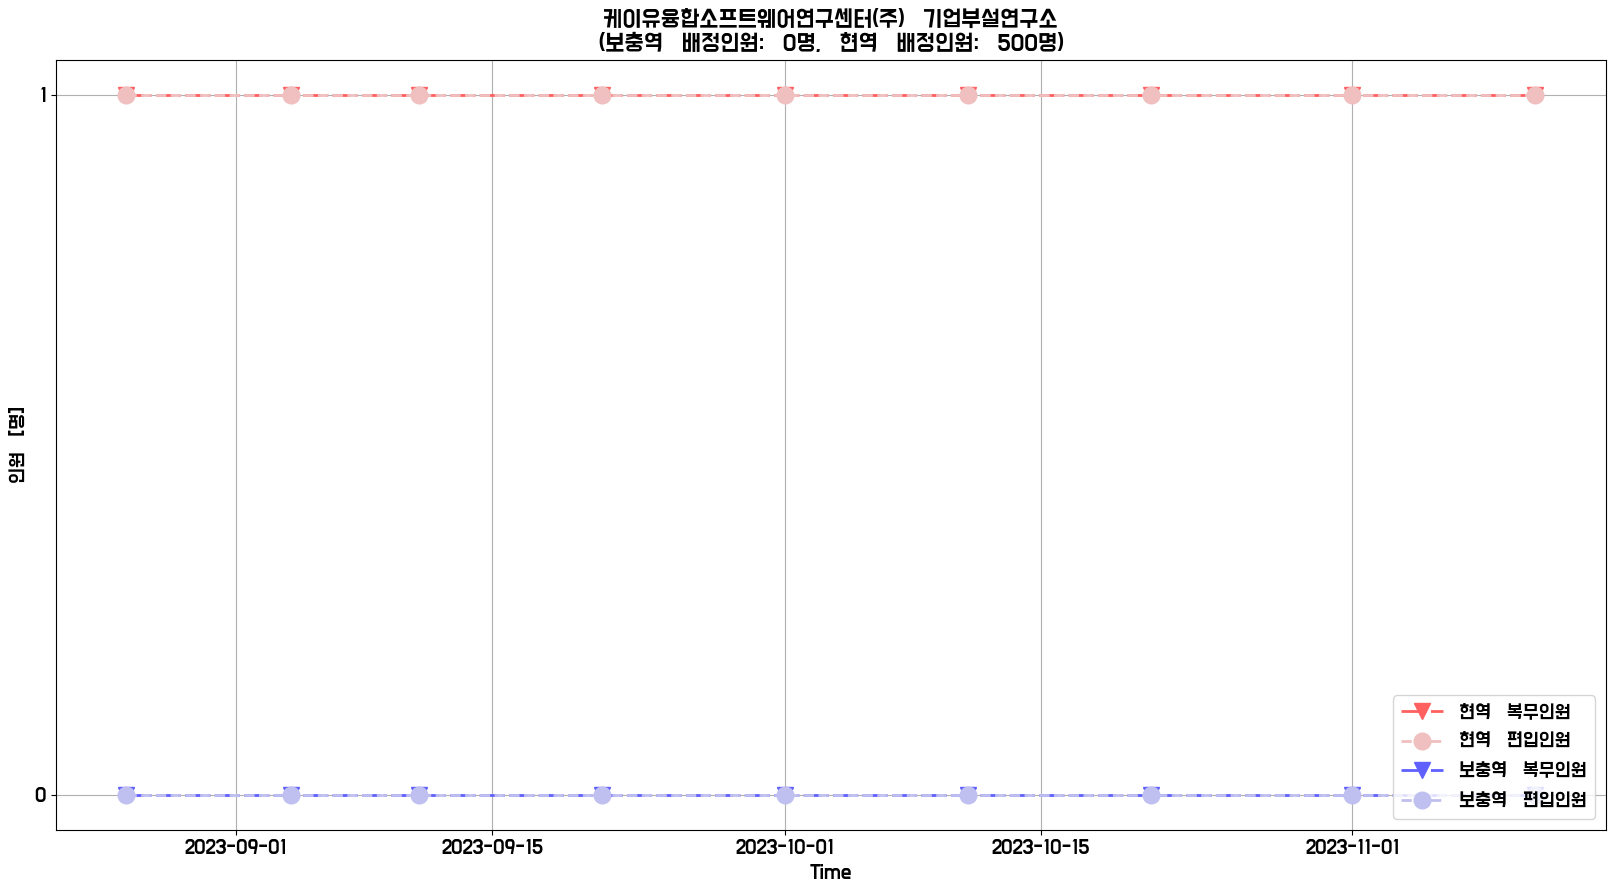 케이유융합소프트웨어연구센터(주) 기업부설연구소
(보충역 배정인원: 0명, 현역 배정인원: 500명)
1
인원 [명]
0
현역 복무인원
현역 편입인원
보충역 복무인원
보충역 편입인원
2023-09-01 2023-09-15 2023-10-01 2023-10-15 2023-11-01
Time